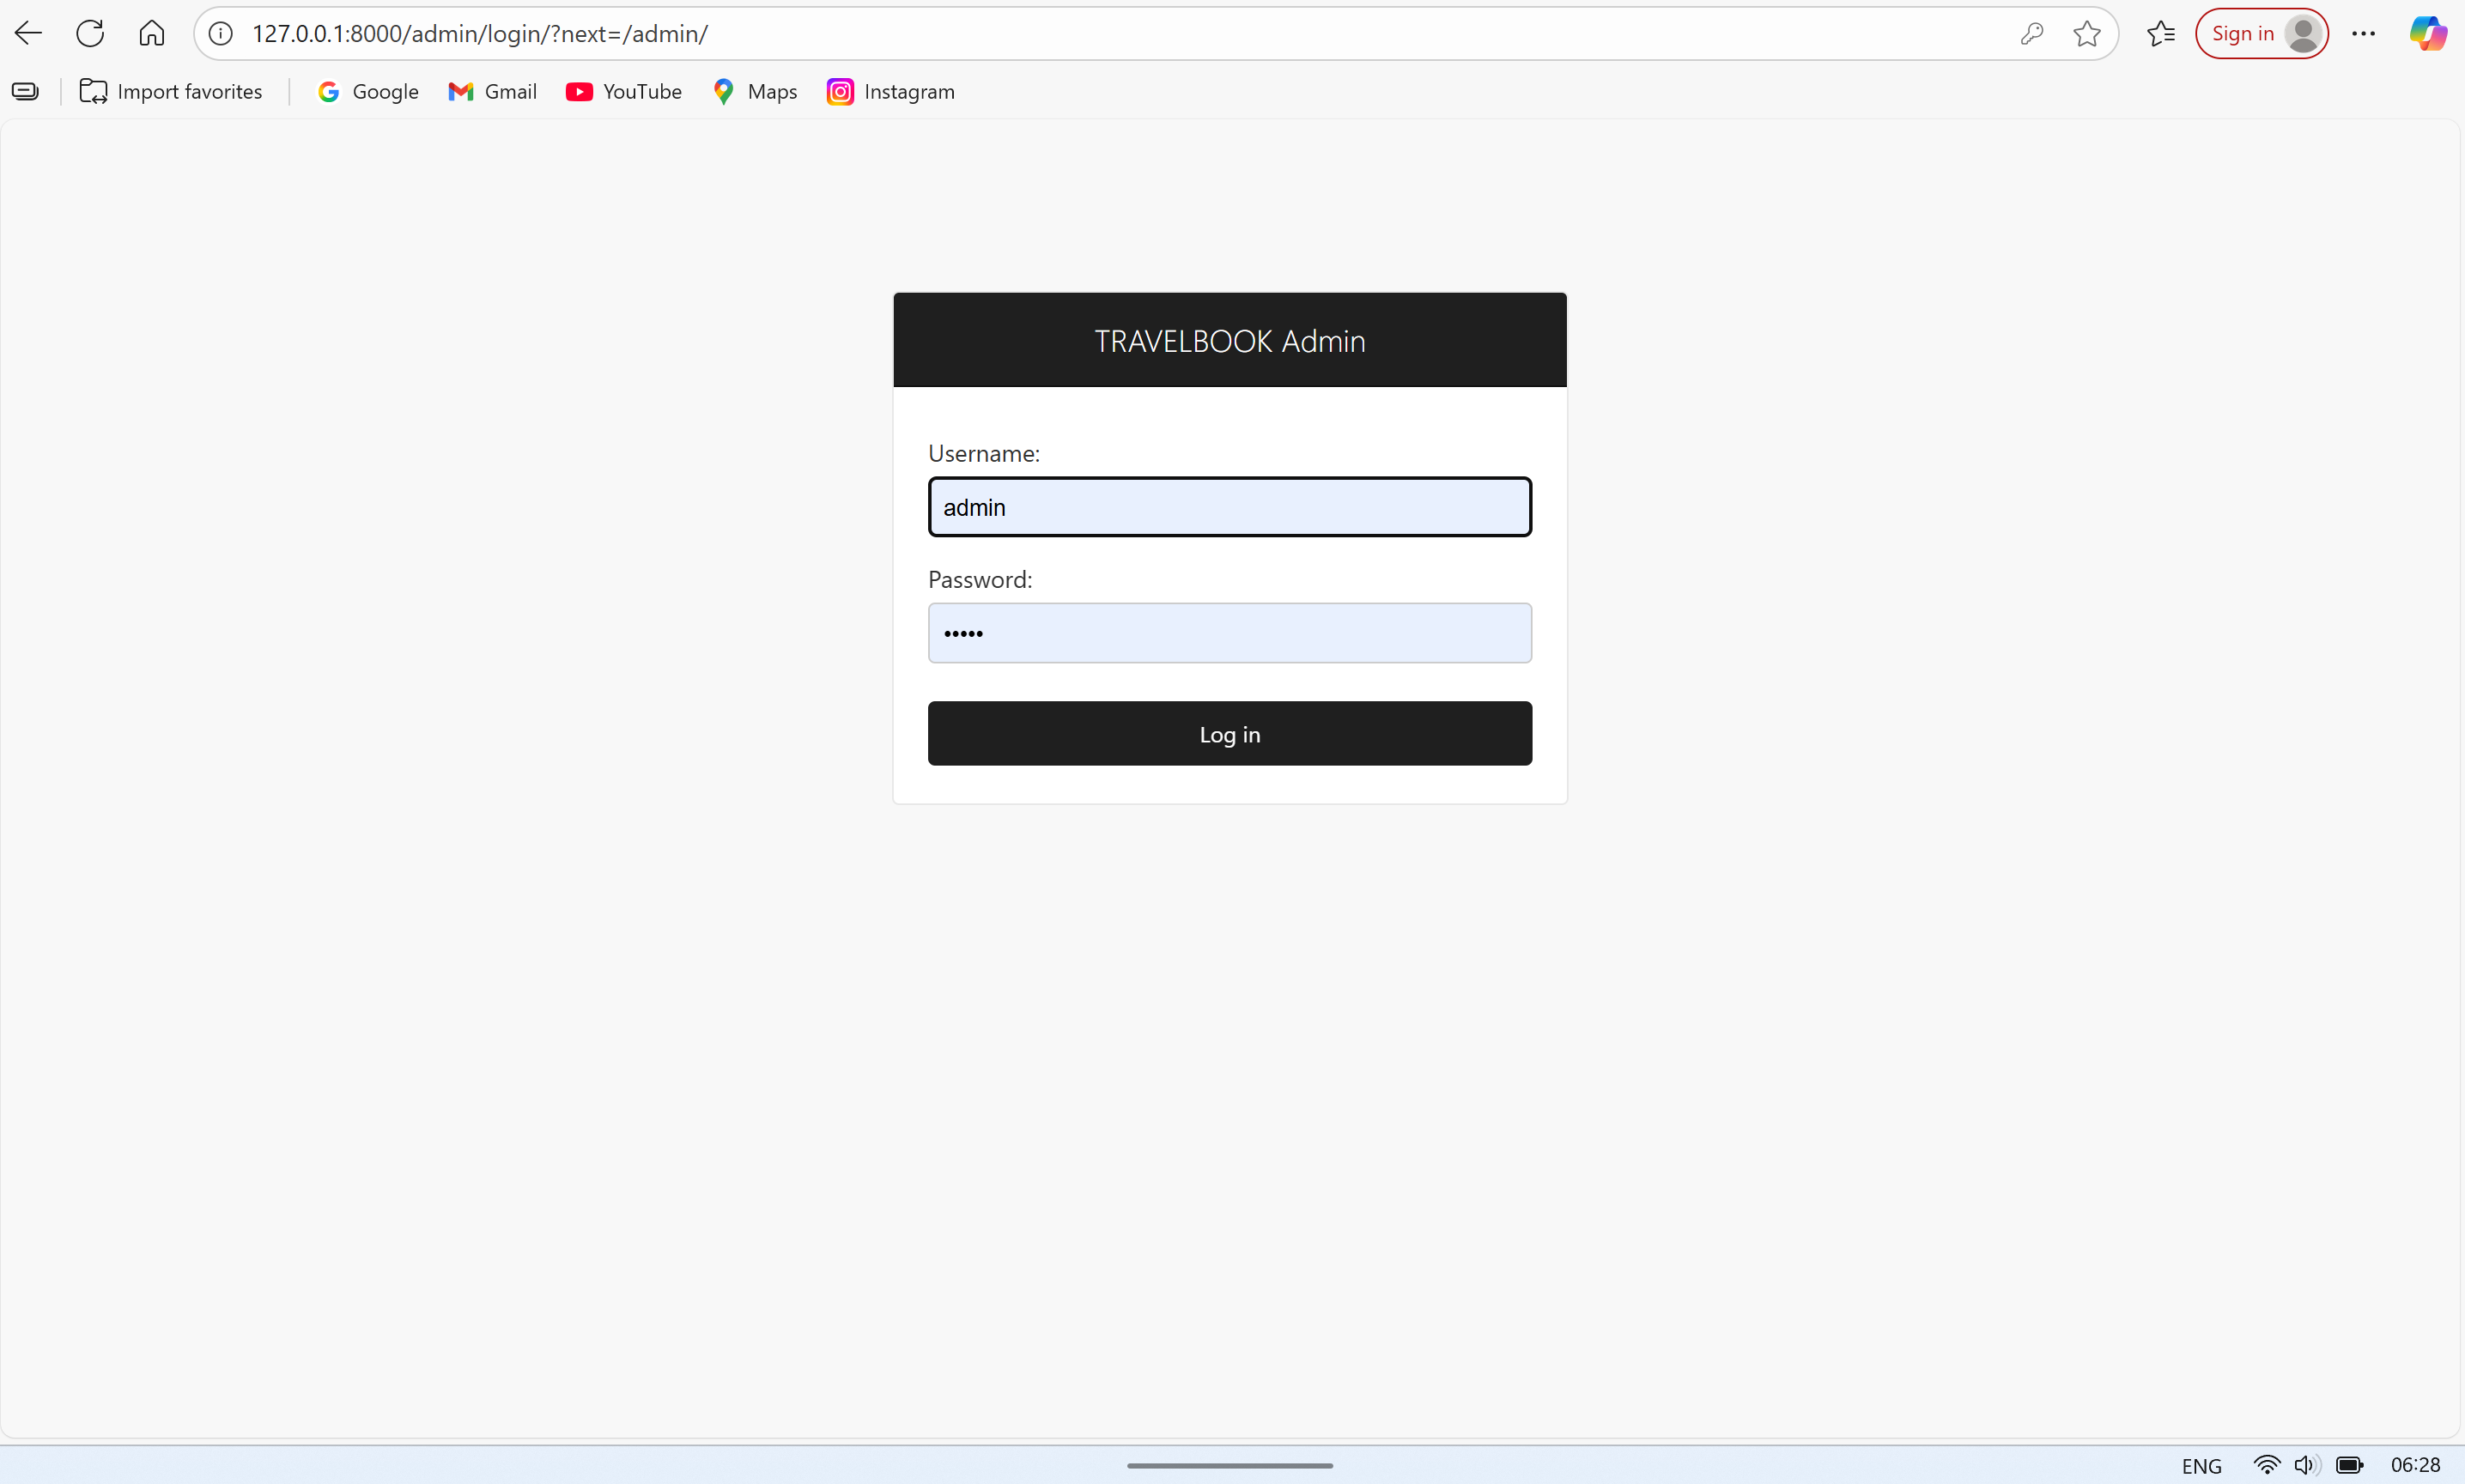 127.0.0.1:8000/admin/login/?next=/admin/
Sign in
Import favorites
Google
Gmail
YouTube
Maps
Instagram
TRAVELBOOK Admin
Username:
admin
Password:
•••••
Log in
ENG
06:28